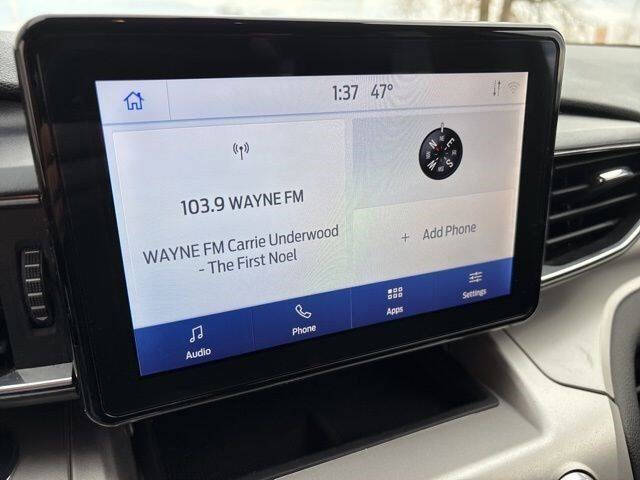 1:37 47°
103.9 WAYNE FM
WAYNE FM Carrie Underwood
- The First Noel
N E
W S
+ Add Phone
Audio
Phone
Apps
Settings